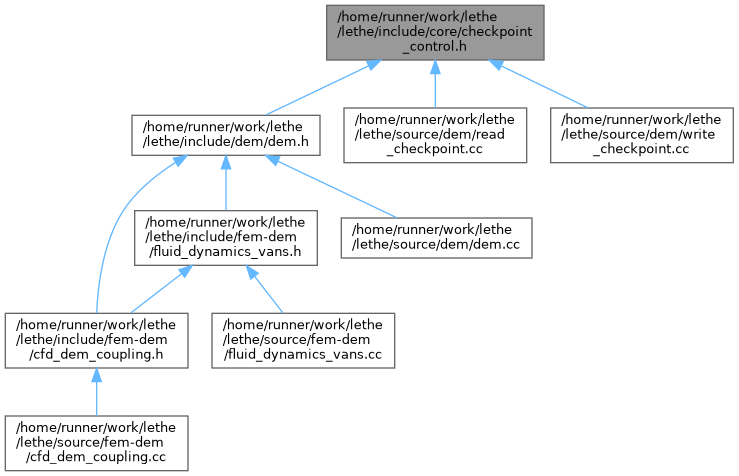 /home/runner/work/lethe
/lethe/include/core/checkpoint
_control.h
/home/runner/work/lethe
/lethe/include/dem/dem.h
/home/runner/work/lethe
/lethe/source/dem/read
_checkpoint.cc
/home/runner/work/lethe
/lethe/source/dem/write
_checkpoint.cc
/home/runner/work/lethe
/lethe/include/fem-dem
/fluid_dynamics_vans.h
/home/runner/work/lethe
/lethe/source/dem/dem.cc
/home/runner/work/lethe
/lethe/include/fem-dem
/cfd_dem_coupling.h
/home/runner/work/lethe
/lethe/source/fem-dem
/fluid_dynamics_vans.cc
/home/runner/work/lethe
/lethe/source/fem-dem
/cfd_dem_coupling.cc